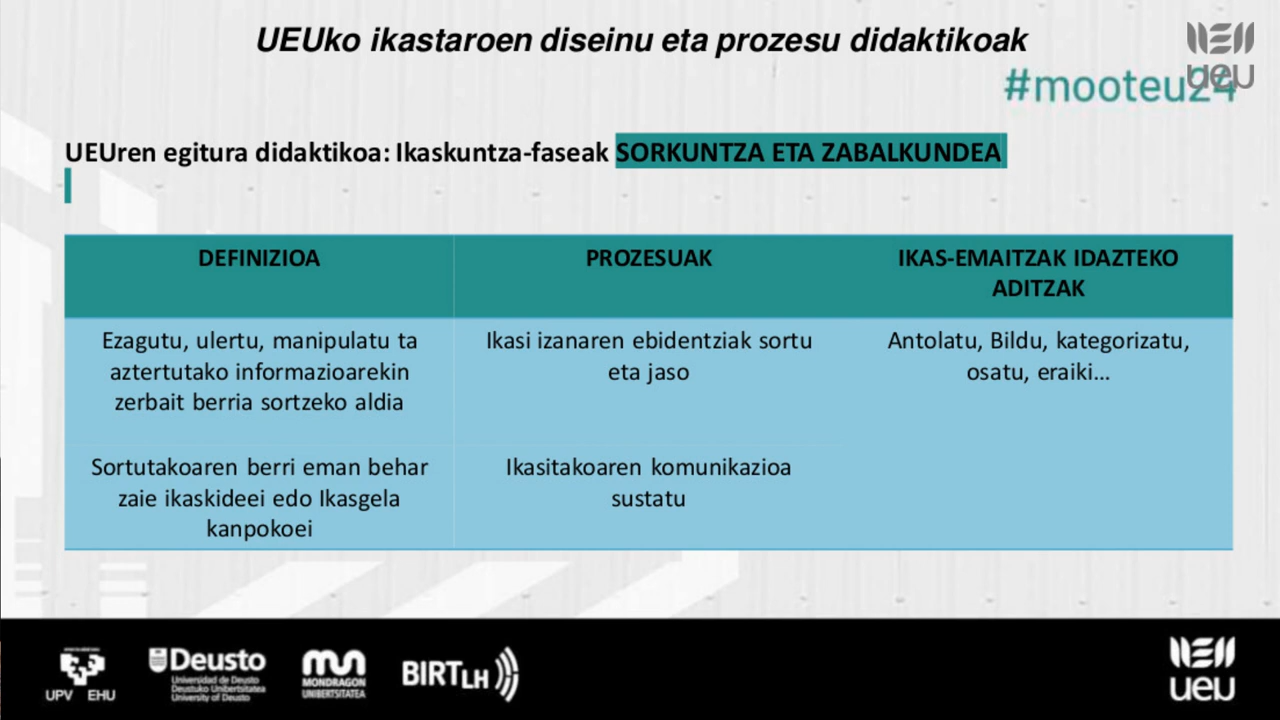 UEUko ikastaroen diseinu eta prozesu didaktikoak
ueu
#mooteu24
UEUren egitura didaktikoa: Ikaskuntza-faseak SORKUNTZA ETA ZABALKUNDEA
DEFINIZIOA
PROZESUAK
IKAS-EMAITZAK IDAZTEKO
ADITZAK
Ezagutu, ulertu, manipulatu ta
aztertutako informazioarekin
zerbait berria sortzeko aldia
Ikasi izanaren ebidentziak sortu
eta jaso
Antolatu, Bildu, kategorizatu,
osatu, eraiki...
Sortutakoaren berri eman behar
zaie ikaskideei edo Ikasgela
kanpokoei
Ikasitakoaren komunikazioa
sustatu
UPV EHU
Deusto
Universidad de Deusto
Deustuko Unibertsitatea
University of Deusto
MONDRAGON
UNIBERTSITATEA
BIRT LH
ueu